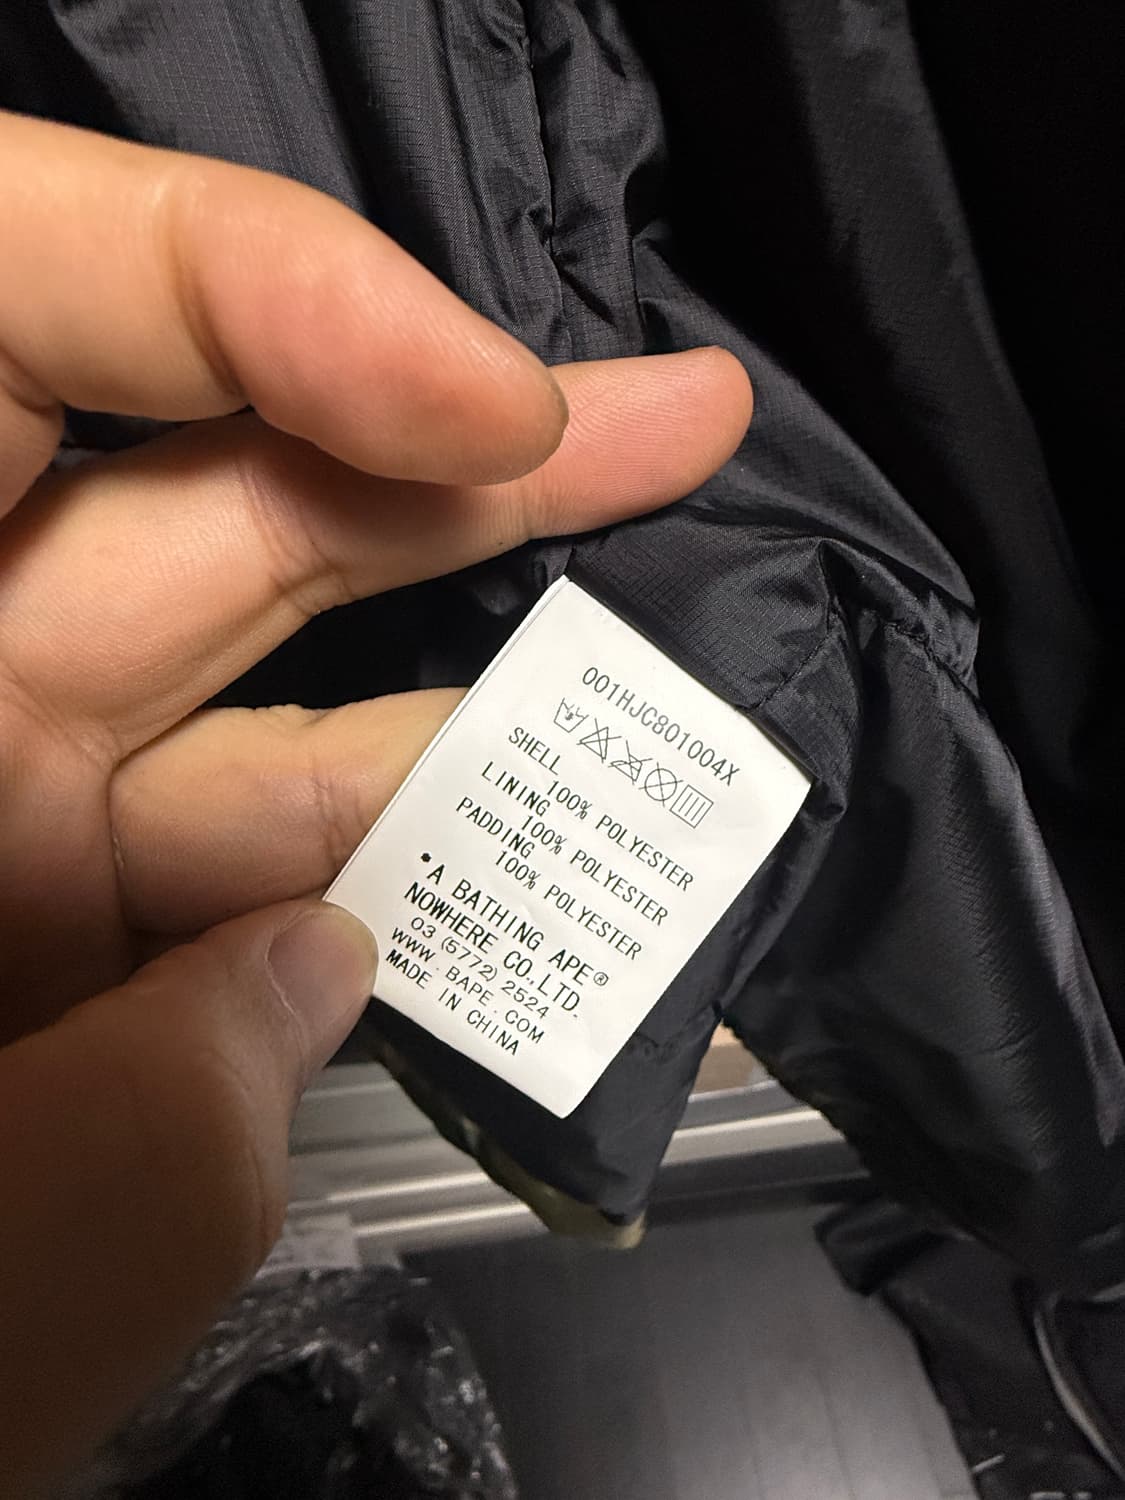 001HJC801004X
SHELL
100% POLYESTER
LINING
100% POLYESTER
PADDING
100% POLYESTER
A BATHING APE®
NOWHERE CO.,LTD.
03 (5772) 2524
WWW.BAPE.COM
MADE IN CHINA